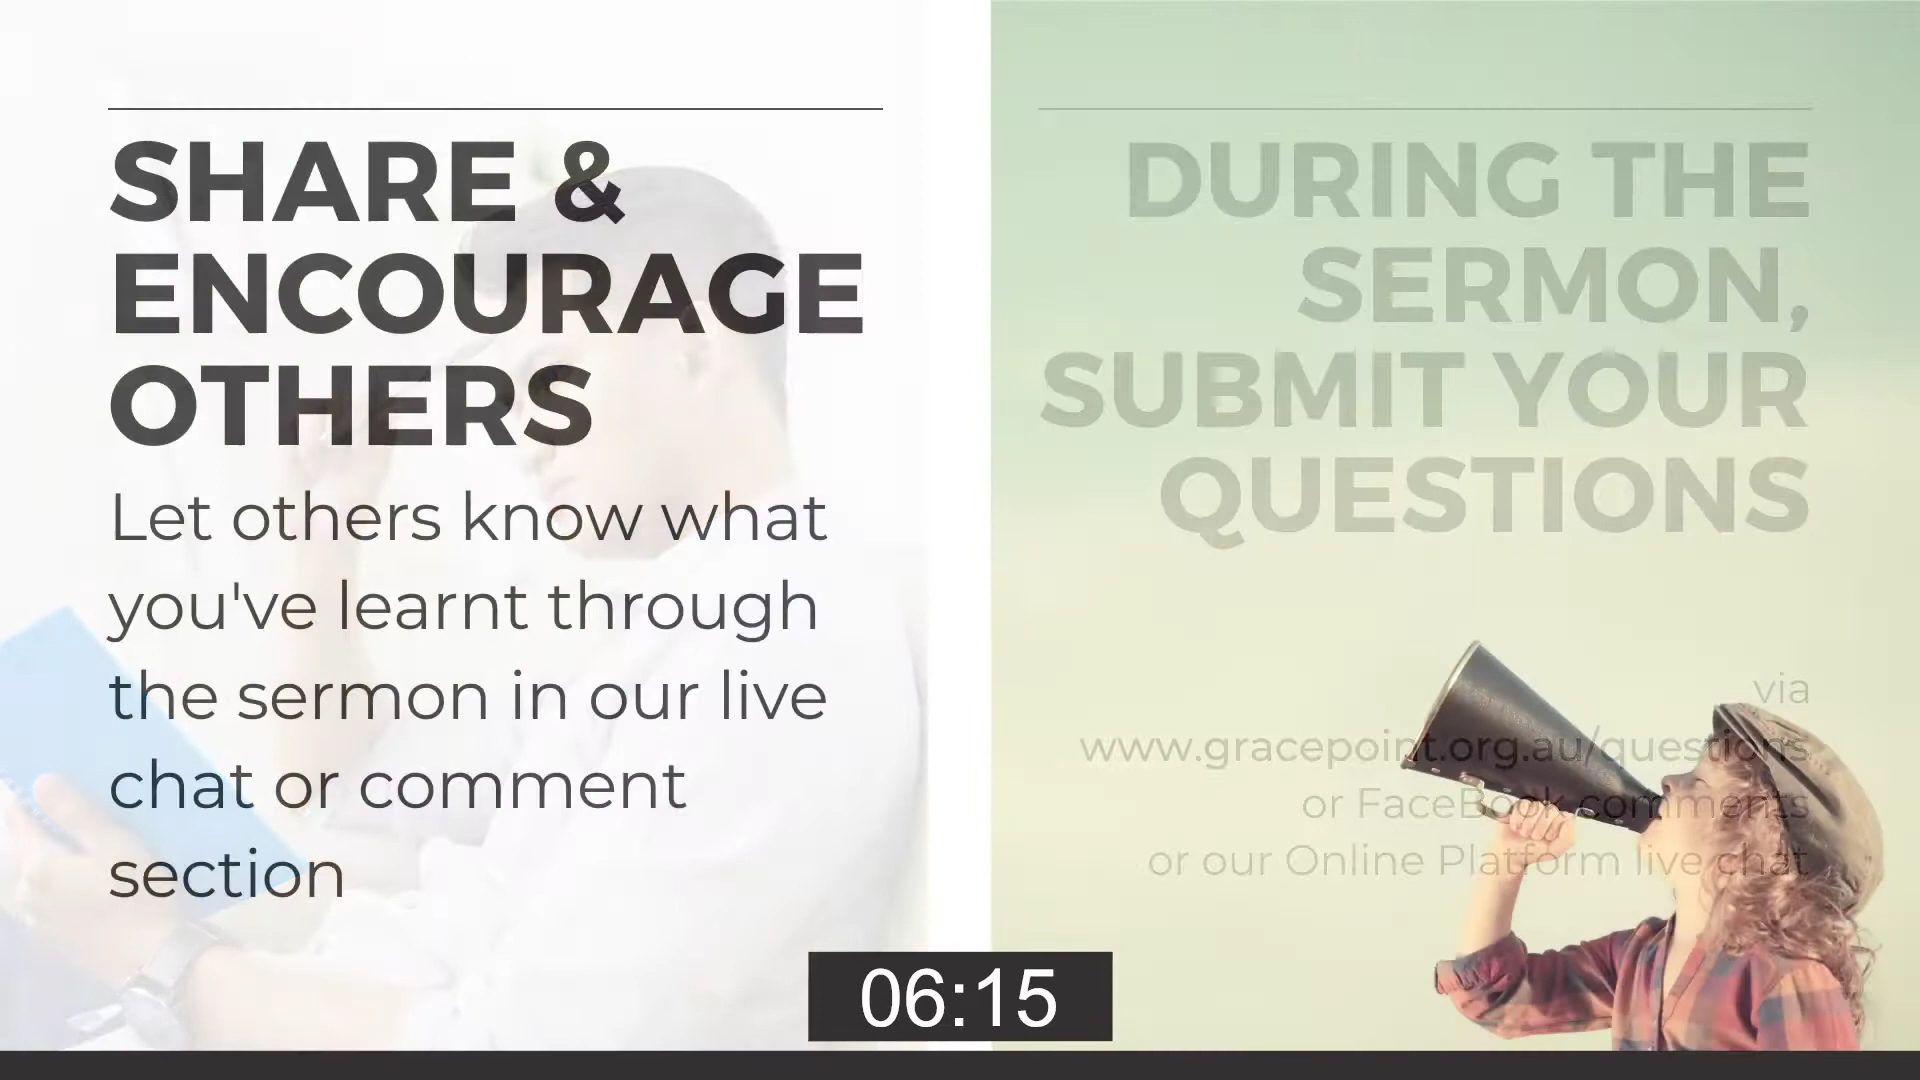 SHARE &
ENCOURAGE
OTHERS
Let others know what
you've learnt through
the sermon in our live
chat or comment
section
DURING THE
SERMON,
SUBMIT YOUR
QUESTIONS
via
www.gracepoint.org.au/questions
or FaceBook comments
or our Online Platform live chat
06:15